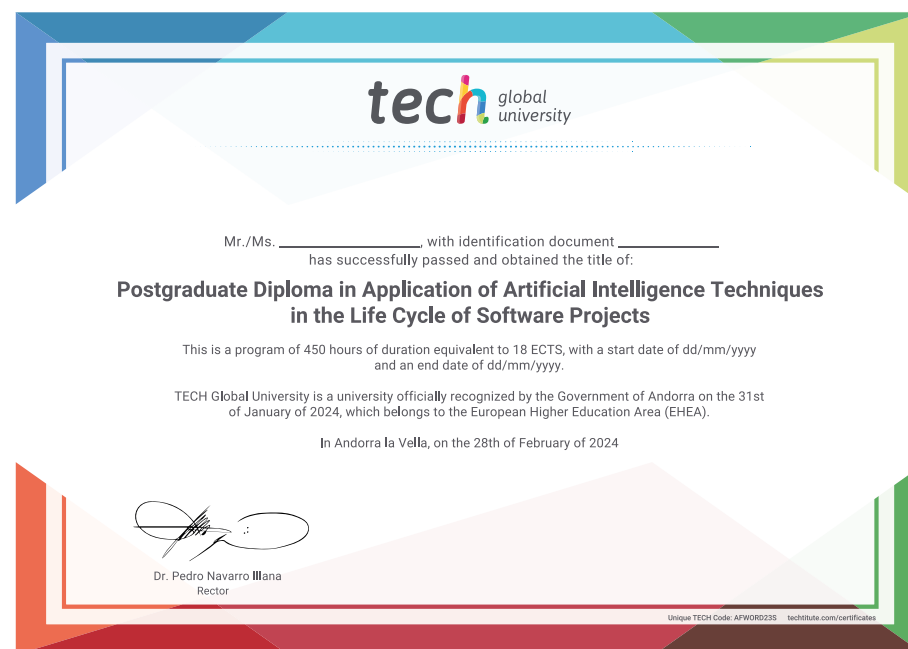 tech global university
Mr./Ms. ____________________, with identification document ______________
has successfully passed and obtained the title of:
Postgraduate Diploma in Application of Artificial Intelligence Techniques
in the Life Cycle of Software Projects
This is a program of 450 hours of duration equivalent to 18 ECTS, with a start date of dd/mm/yyyy
and an end date of dd/mm/yyyy.
TECH Global University is a university officially recognized by the Government of Andorra on the 31st
of January of 2024, which belongs to the European Higher Education Area (EHEA).
In Andorra la Vella, on the 28th of February of 2024
Dr. Pedro Navarro Illana
Rector
Unique TECH Code: AFWORD23S techtitute.com/certificates